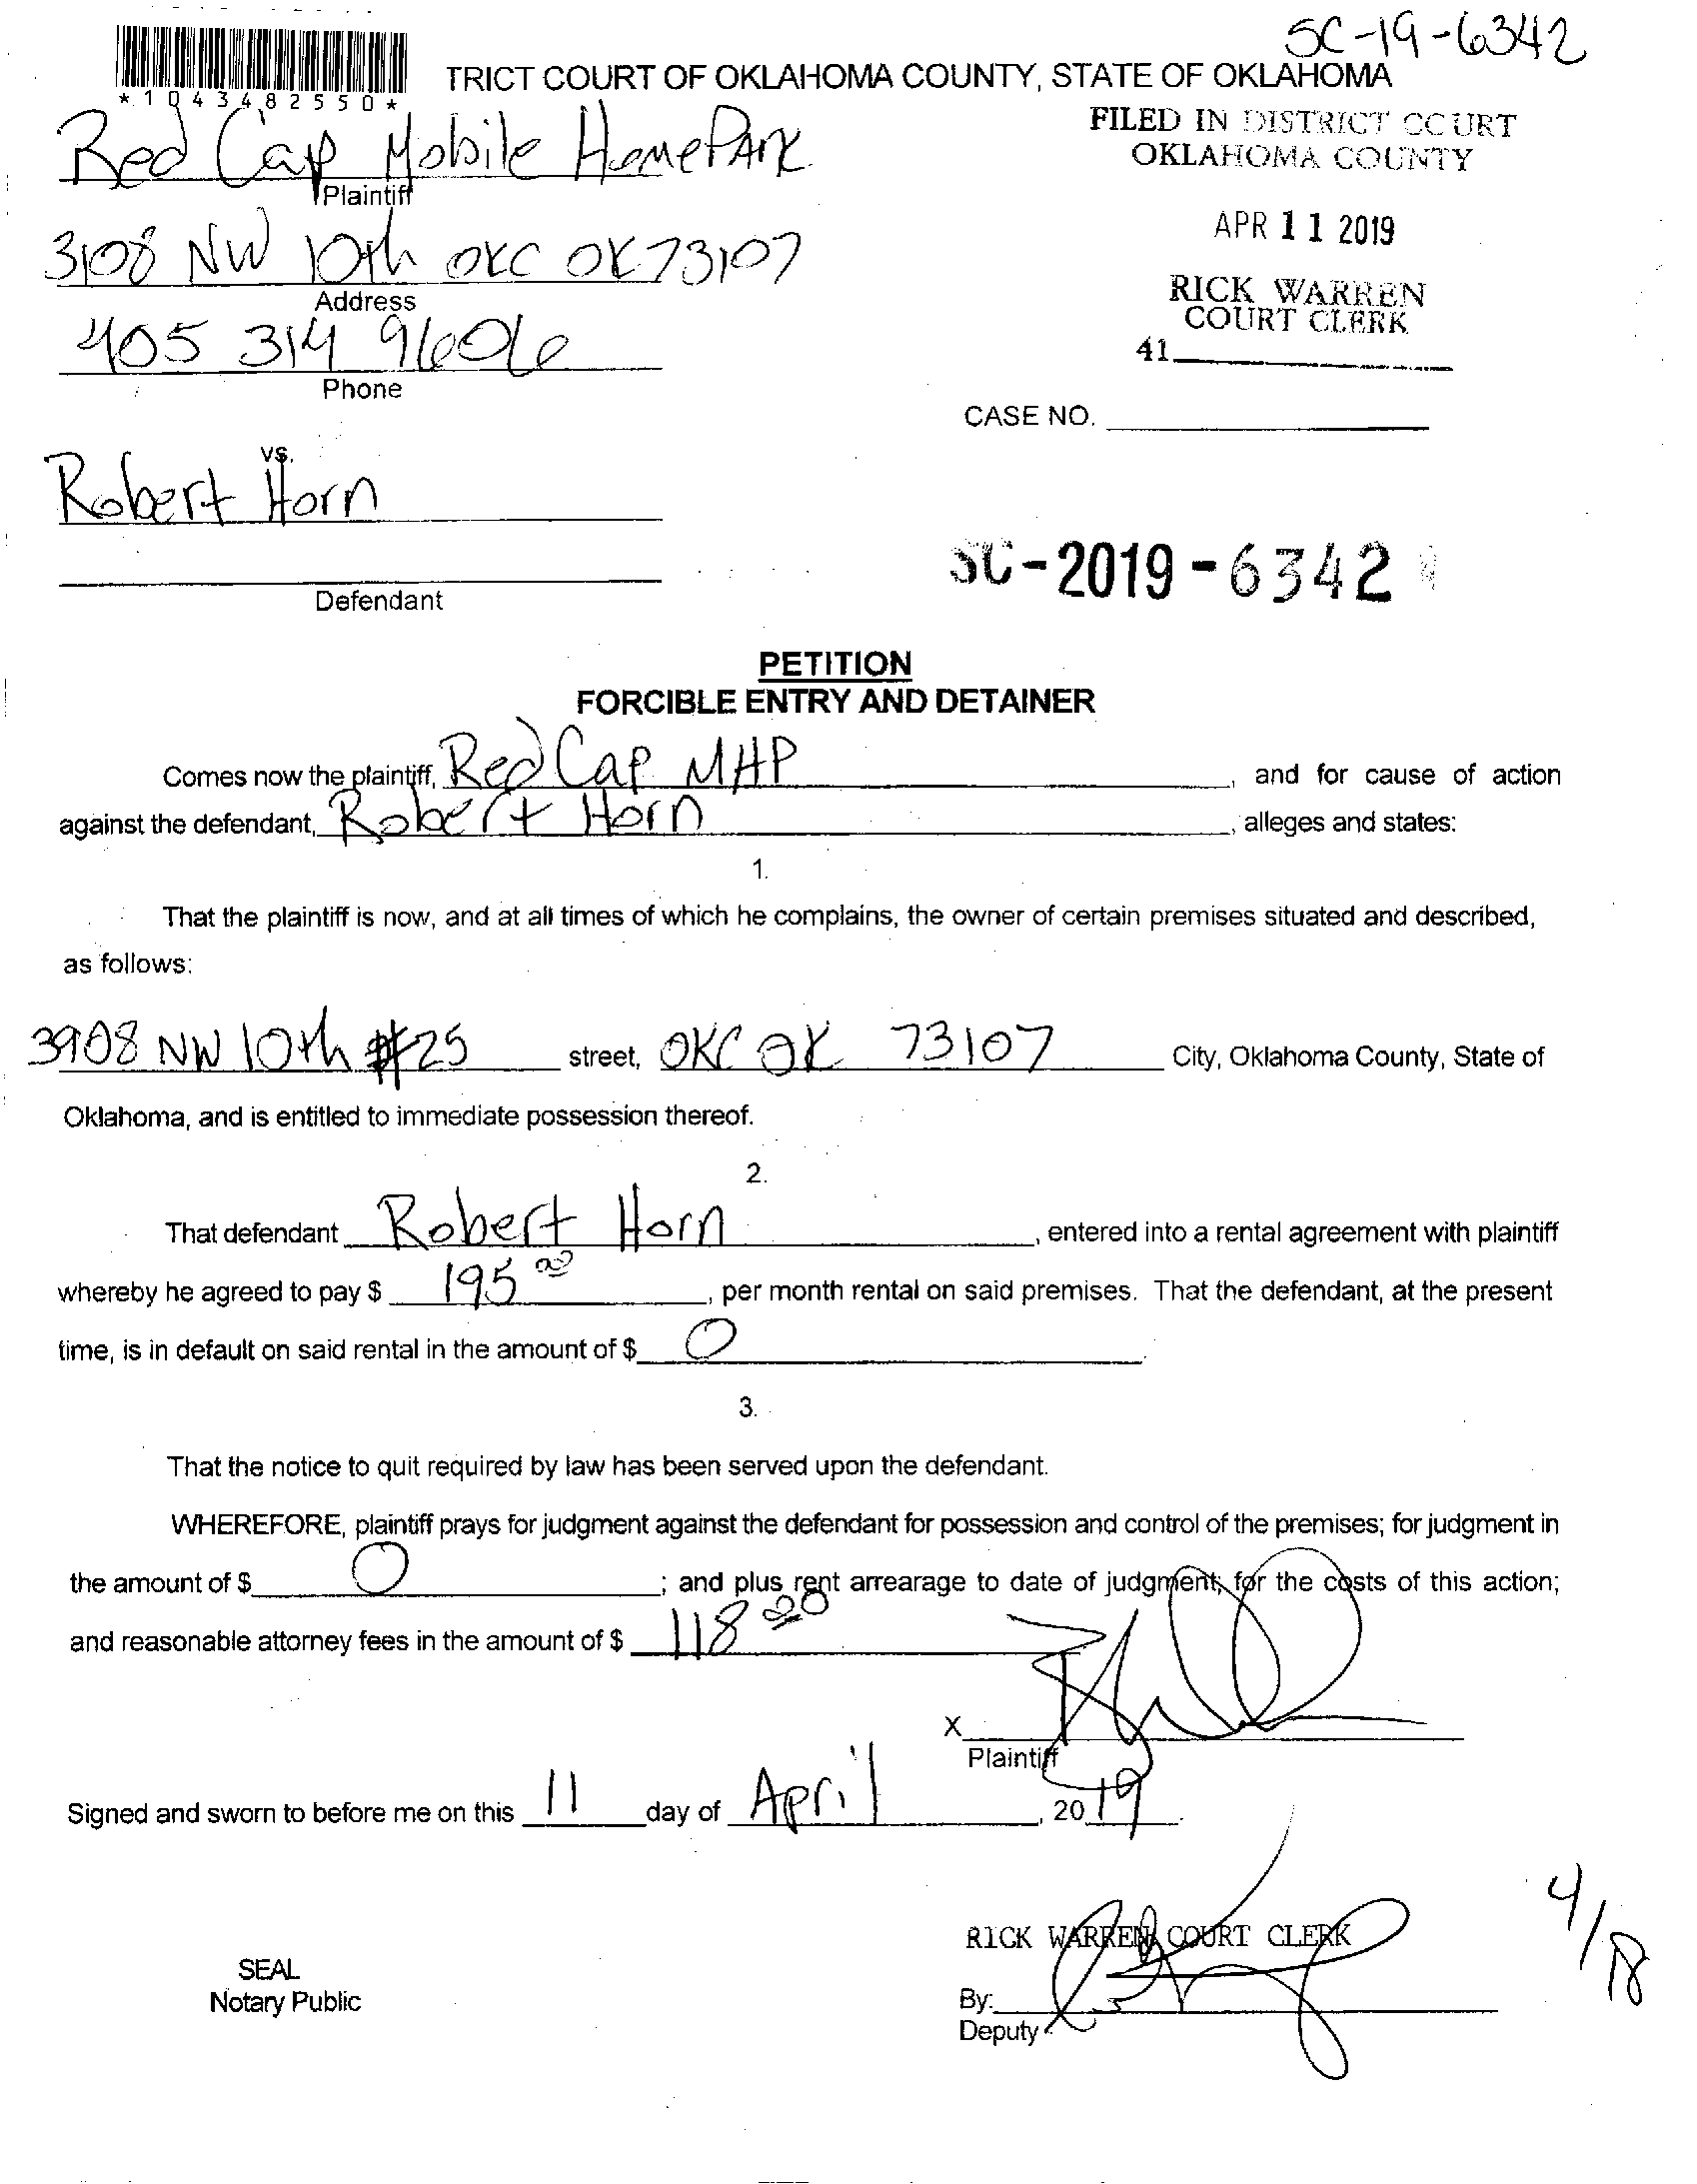 SC-19-6342
*1043482550*
TRICT COURT OF OKLAHOMA COUNTY, STATE OF OKLAHOMA
FILED IN DISTRICT COURT
OKLAHOMA COUNTY
Red Cap Mobile Home Park
Plaintiff
APR 11 2019
3108 NW 10th OKC OK 73107
Address
RICK WARREN
COURT CLERK
405 314 9606
41
Phone
CASE NO.
vs.
Robert Horn
SC-2019-6342
Defendant
PETITION
FORCIBLE ENTRY AND DETAINER
Comes now the plaintiff, Red Cap MHP, and for cause of action
against the defendant, Robert Horn, alleges and states:
1.
That the plaintiff is now, and at all times of which he complains, the owner of certain premises situated and described,
as follows:
3908 NW 10th #25 street, OKC OK 73107 City, Oklahoma County, State of
Oklahoma, and is entitled to immediate possession thereof.
2.
That defendant Robert Horn, entered into a rental agreement with plaintiff
whereby he agreed to pay $ 195 00, per month rental on said premises. That the defendant, at the present
time, is in default on said rental in the amount of $ 0.
3.
That the notice to quit required by law has been served upon the defendant.
WHEREFORE, plaintiff prays for judgment against the defendant for possession and control of the premises; for judgment in
the amount of $ 0; and plus rent arrearage to date of judgment; for the costs of this action;
and reasonable attorney fees in the amount of $ 118
X
Plaintiff
Signed and sworn to before me on this 11 day of April, 2019.
4/18
RICK WARREN COURT CLERK
SEAL
Notary Public
By:
Deputy